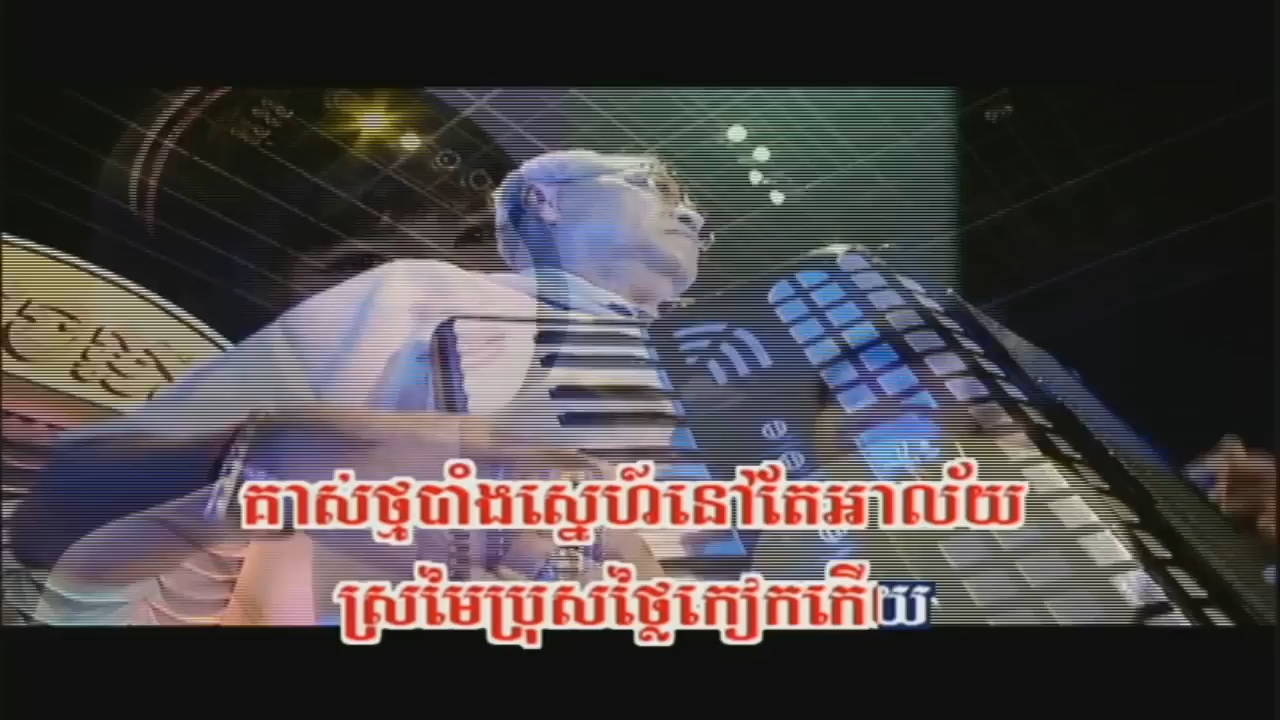 គាស់ថ្មបាំងស្នេហ៍នៅតែអាល័យ
ស្រមៃប្រុសថ្លៃកៀកកើយ